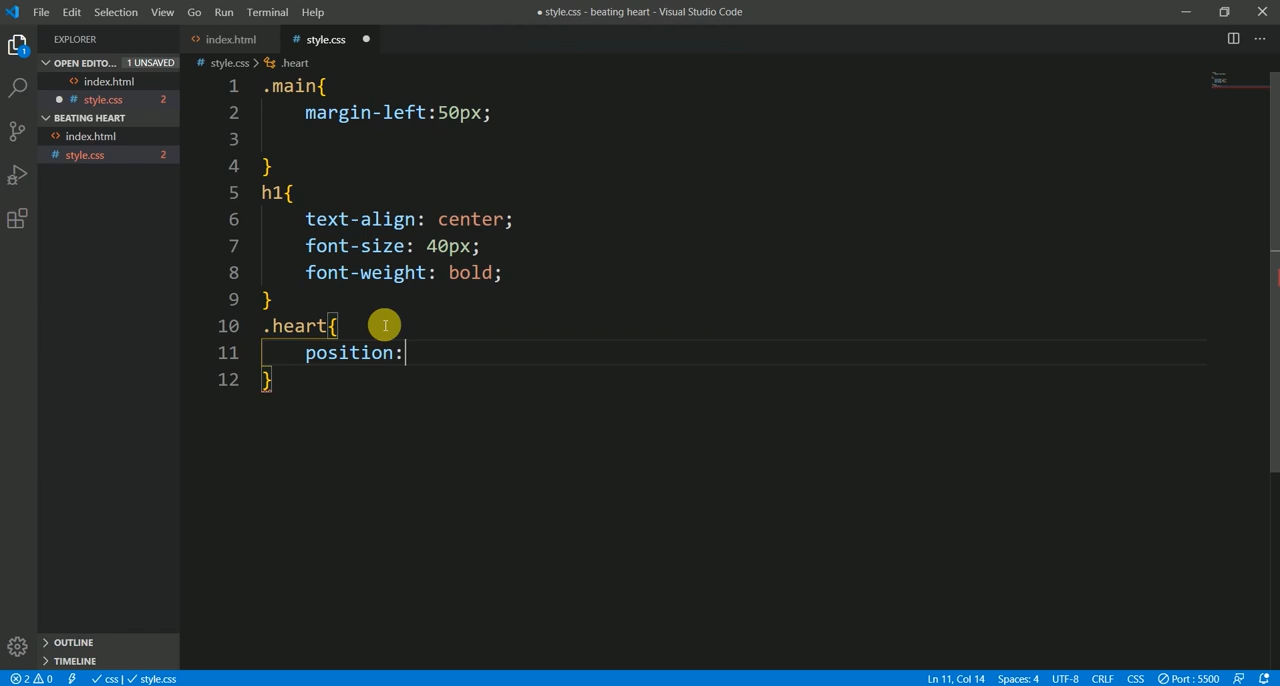 File Edit Selection View Go Run Terminal Help
● style.css - beating heart - Visual Studio Code
EXPLORER
index.html
# style.css ●
OPEN EDITO... 1 UNSAVED
# style.css > .heart
index.html
● # style.css 2
BEATING HEART
index.html
# style.css 2
1 .main{
2 margin-left:50px;
3
4 }
5 h1{
6 text-align: center;
7 font-size: 40px;
8 font-weight: bold;
9 }
10 .heart{
11 position:
12 }
1
OUTLINE
TIMELINE
2 0 css | style.css
Ln 11, Col 14 Spaces: 4 UTF-8 CRLF CSS Port : 5500